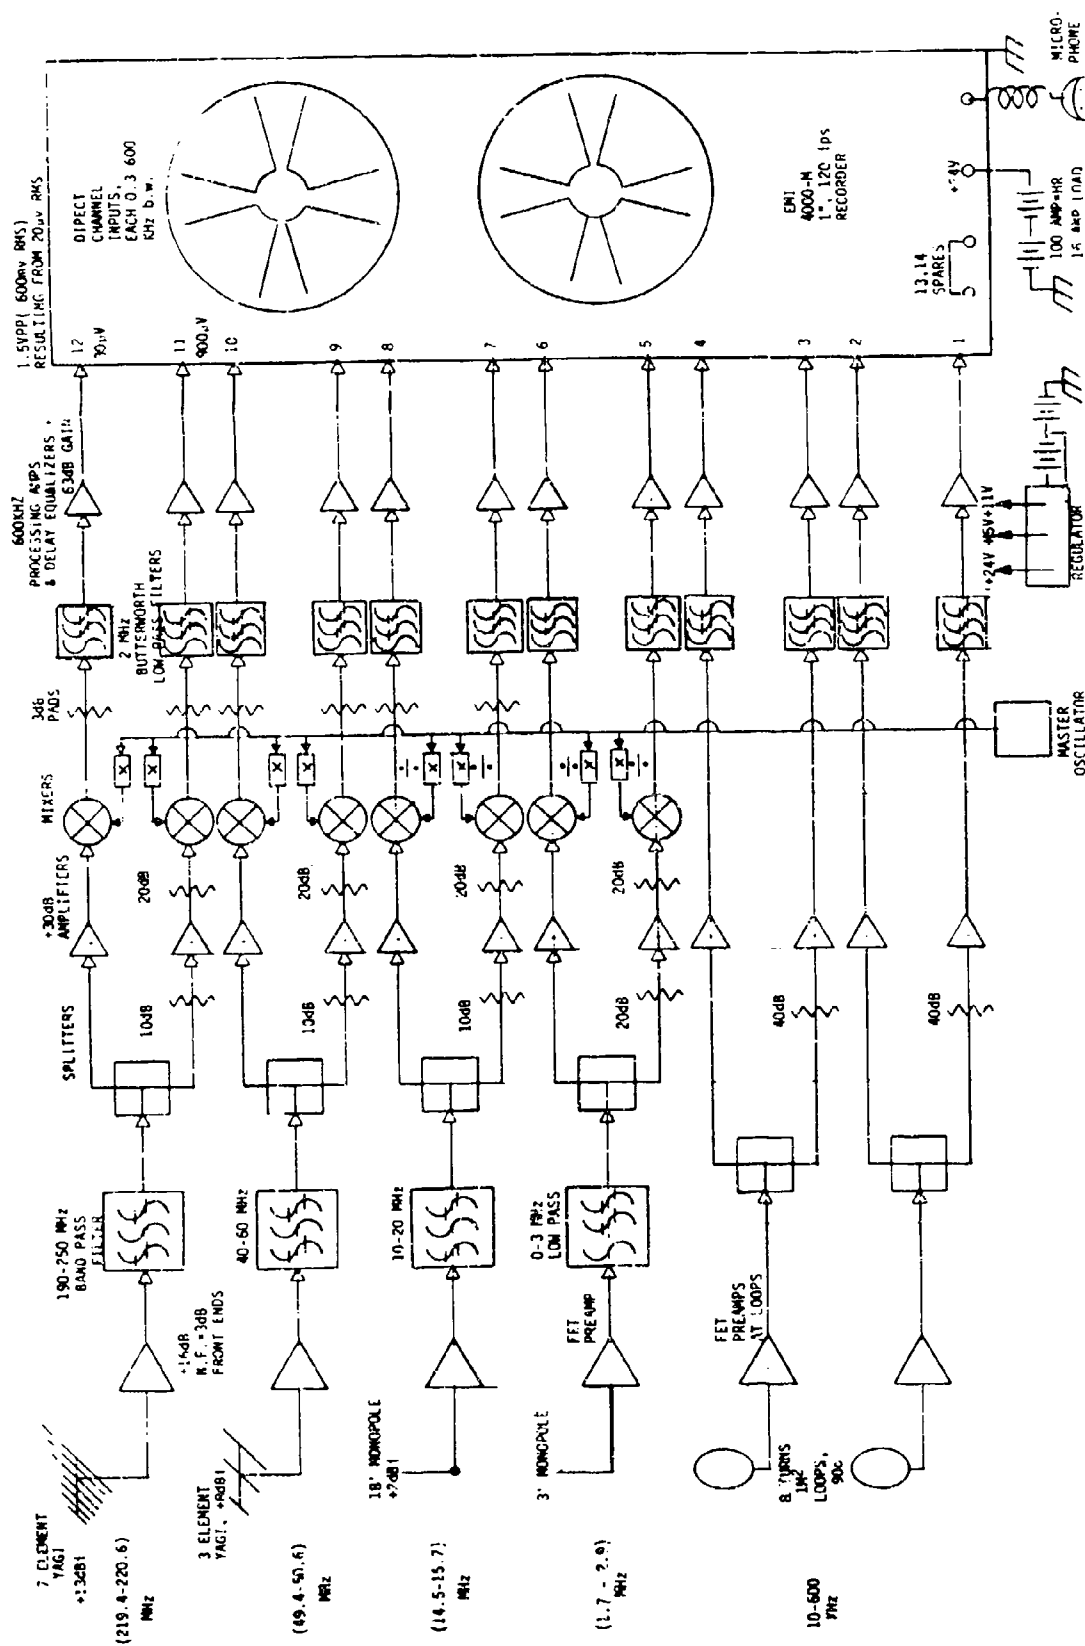 7 ELEMENT
YAGI
+13dBi
(219.4-220.6)
MHz
3 ELEMENT
YAGI, +8dBi
(49.4-50.6)
MHz
18' MONOPOLE
+2dBi
(14.5-15.7)
MHz
3' MONOPOLE
(1.7 - 2.9)
MHz
8 TURNS
1M2
LOOPS,
10-600
KHz
+16dB
N.F.=3dB
FRONT ENDS
FET
PREAMP
FET
PREAMPS
AT LOOPS
190-250 MHz
BAND PASS
FILTER
40-60 MHz
10-20 MHz
0-3 MHz
LOW PASS
SPLITTERS
10dB
10dB
10dB
20dB
40dB
40dB
+30dB
AMPLIFIERS
20dB
20dB
20dB
20dB
MIXERS
X
X
X
X
X
X
X
X
MASTER
OSCILLATOR
3dB
PADS
2 MHz
BUTTERWORTH
LOW PASS FILTERS
600KHZ
PROCESSING AMPS
& DELAY EQUALIZERS
63dB GAIN
+24V +15V +11V
REGULATOR
1.5VPP( 600mv RMS)
RESULTING FROM 20µv RMS
12
11
900µV
10
9
8
7
6
5
4
3
2
1
DIRECT
CHANNEL
INPUTS,
EACH 0.3 600
KHz b.w.
EMI
4000-M
1", 120 ips
RECORDER
13,14
SPARES
+24V
100 AMP-HR
16 AMP LOAD
MICRO-
PHONE